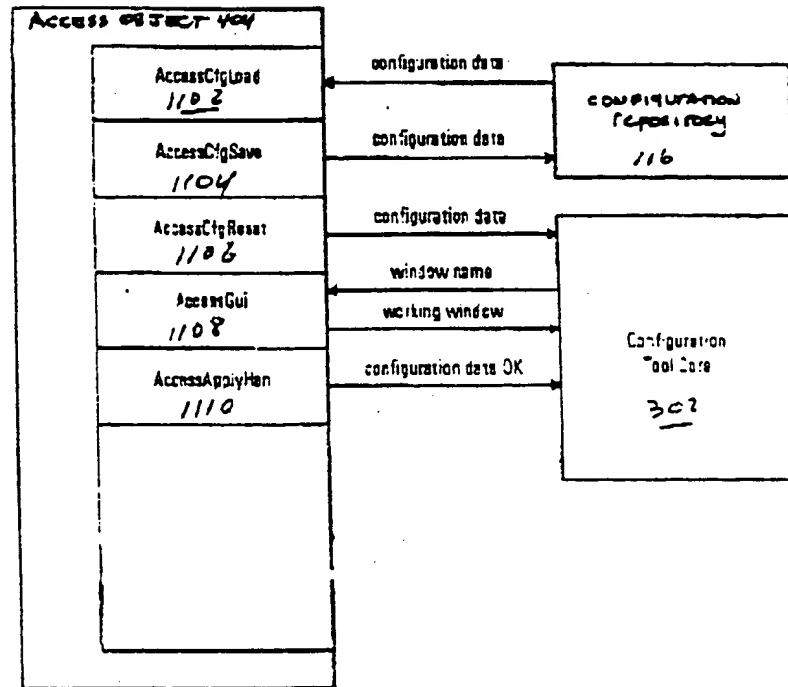 ACCESS OBJECT 404
AccessCfgLoad
1102
AccessCfgSave
1104
AccessCfgReset
1106
AccessGui
1108
AccessApplyHan
1110
configuration data
configuration data
configuration data
window name
working window
configuration data OK
CONFIGURATION
REPOSITORY
116
Configuration
Tool Core
302